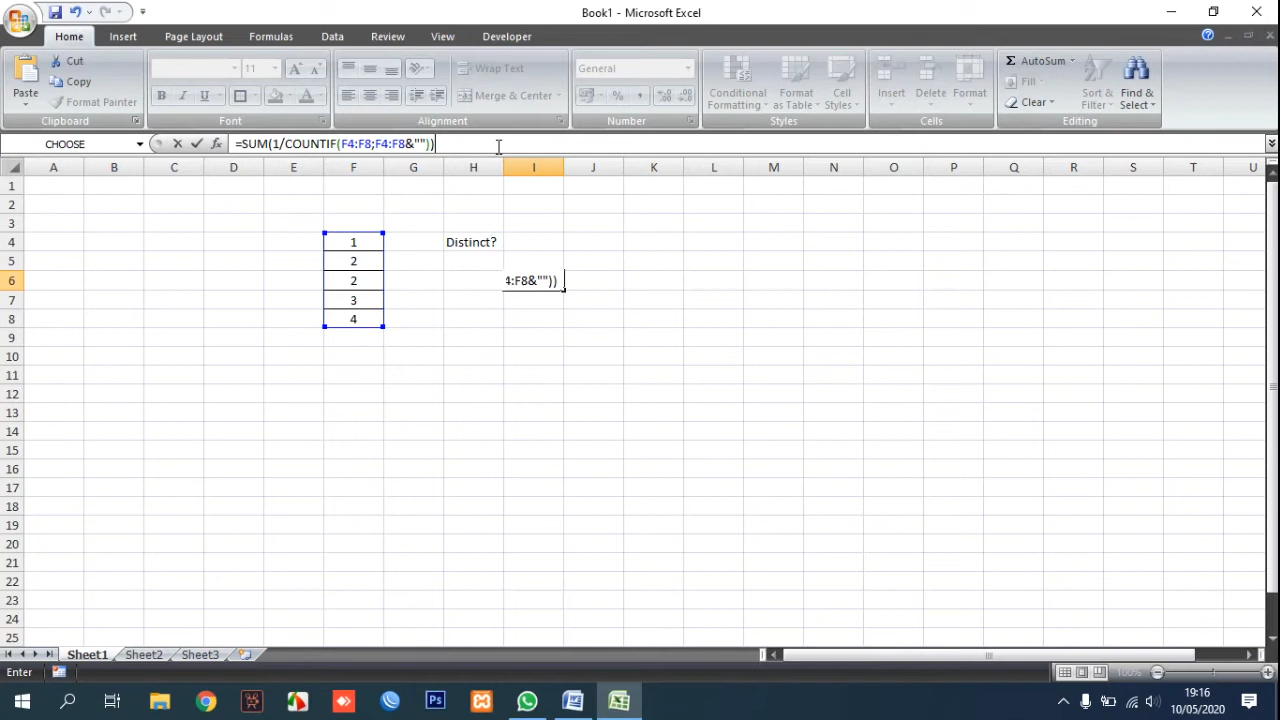 Book1 - Microsoft Excel
Home Insert Page Layout Formulas Data Review View Developer
Paste
Cut
Copy
Format Painter
Clipboard
11 A A
B I U A
Font
Wrap Text
Merge & Center
Alignment
General
% ,
Number
Conditional Formatting
Format as Table
Cell Styles
Styles
Insert Delete Format
Cells
Σ AutoSum
Fill
Clear
Sort & Filter
Find & Select
Editing
CHOOSE fx =SUM(1/COUNTIF(F4:F8;F4:F8&""))
A B C D E F G H I J K L M N O P Q R S T U
1
2
3
4 1 Distinct?
5 2
6 2 4:F8&""))
7 3
8 4
9
10
11
12
13
14
15
16
17
18
19
20
21
22
23
24
25
Sheet1 Sheet2 Sheet3
Enter 100%
Ps
19:16
10/05/2020